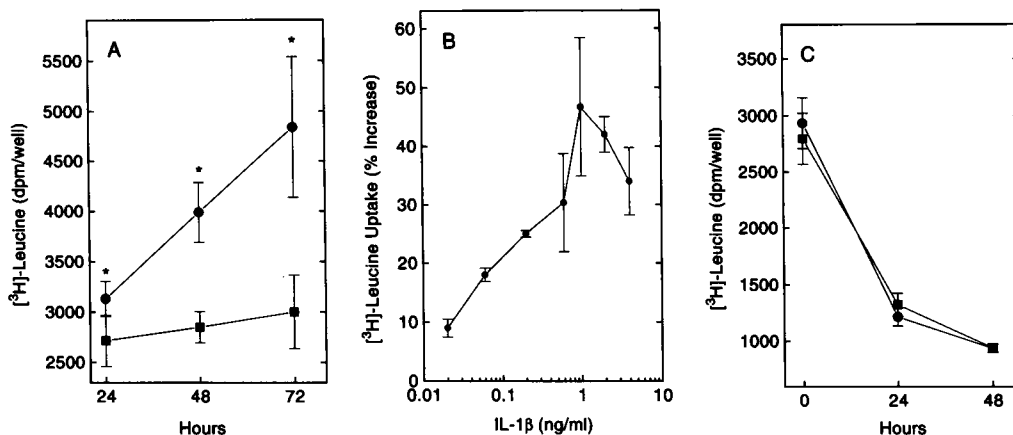 A
[³H]-Leucine (dpm/well)
5500
5000
4500
4000
3500
3000
2500
* * *
24 48 72
Hours
B
[³H]-Leucine Uptake (% Increase)
60
50
40
30
20
10
0
0.01 0.1 1 10
IL-1β (ng/ml)
C
[³H]-Leucine (dpm/well)
3500
3000
2500
2000
1500
1000
0 24 48
Hours